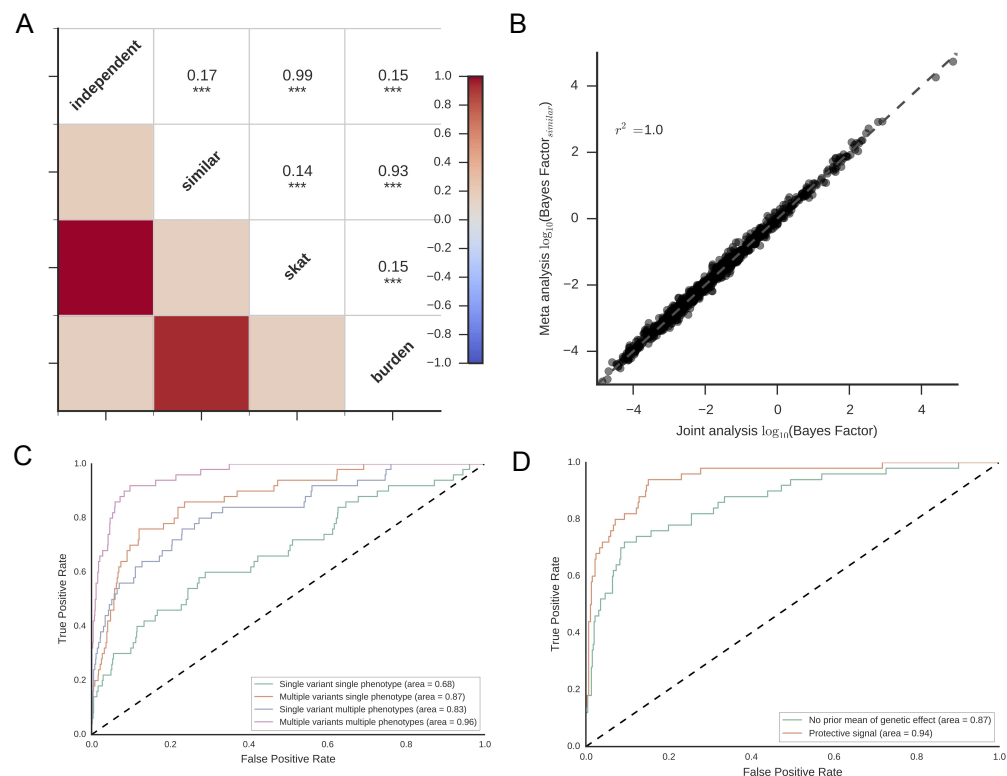 A
independent
0.17
***
0.99
***
0.15
***
similar
0.14
***
0.93
***
skat
0.15
***
burden
1.0
0.8
0.6
0.4
0.2
0.0
−0.2
−0.4
−0.6
−0.8
−1.0
B
r² =1.0
Meta analysis log10(Bayes Factorsimilar)
4
2
0
−2
−4
−4 −2 0 2 4
Joint analysis log10(Bayes Factor)
C
True Positive Rate
1.0
0.8
0.6
0.4
0.2
0.0
0.0 0.2 0.4 0.6 0.8 1.0
False Positive Rate
Single variant single phenotype (area = 0.68)
Multiple variants single phenotype (area = 0.87)
Single variant multiple phenotypes (area = 0.83)
Multiple variants multiple phenotypes (area = 0.96)
D
True Positive Rate
1.0
0.8
0.6
0.4
0.2
0.0
0.0 0.2 0.4 0.6 0.8 1.0
False Positive Rate
No prior mean of genetic effect (area = 0.87)
Protective signal (area = 0.94)